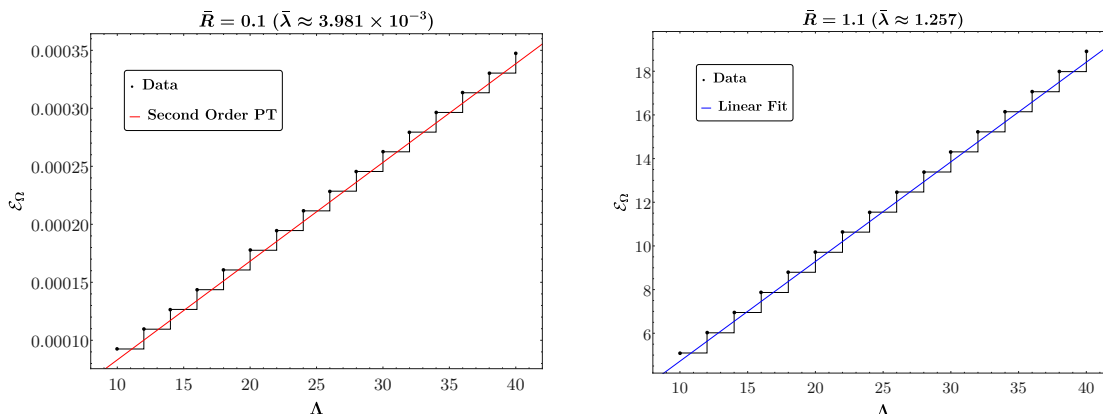 R̄ = 0.1 (λ̄ ≈ 3.981 × 10⁻³)
0.00035
0.00030
0.00025
0.00020
0.00015
0.00010
ℰ_Ω
Data
Second Order PT
10 15 20 25 30 35 40
Λ
R̄ = 1.1 (λ̄ ≈ 1.257)
18
16
14
12
10
8
6
ℰ_Ω
Data
Linear Fit
10 15 20 25 30 35 40
Λ